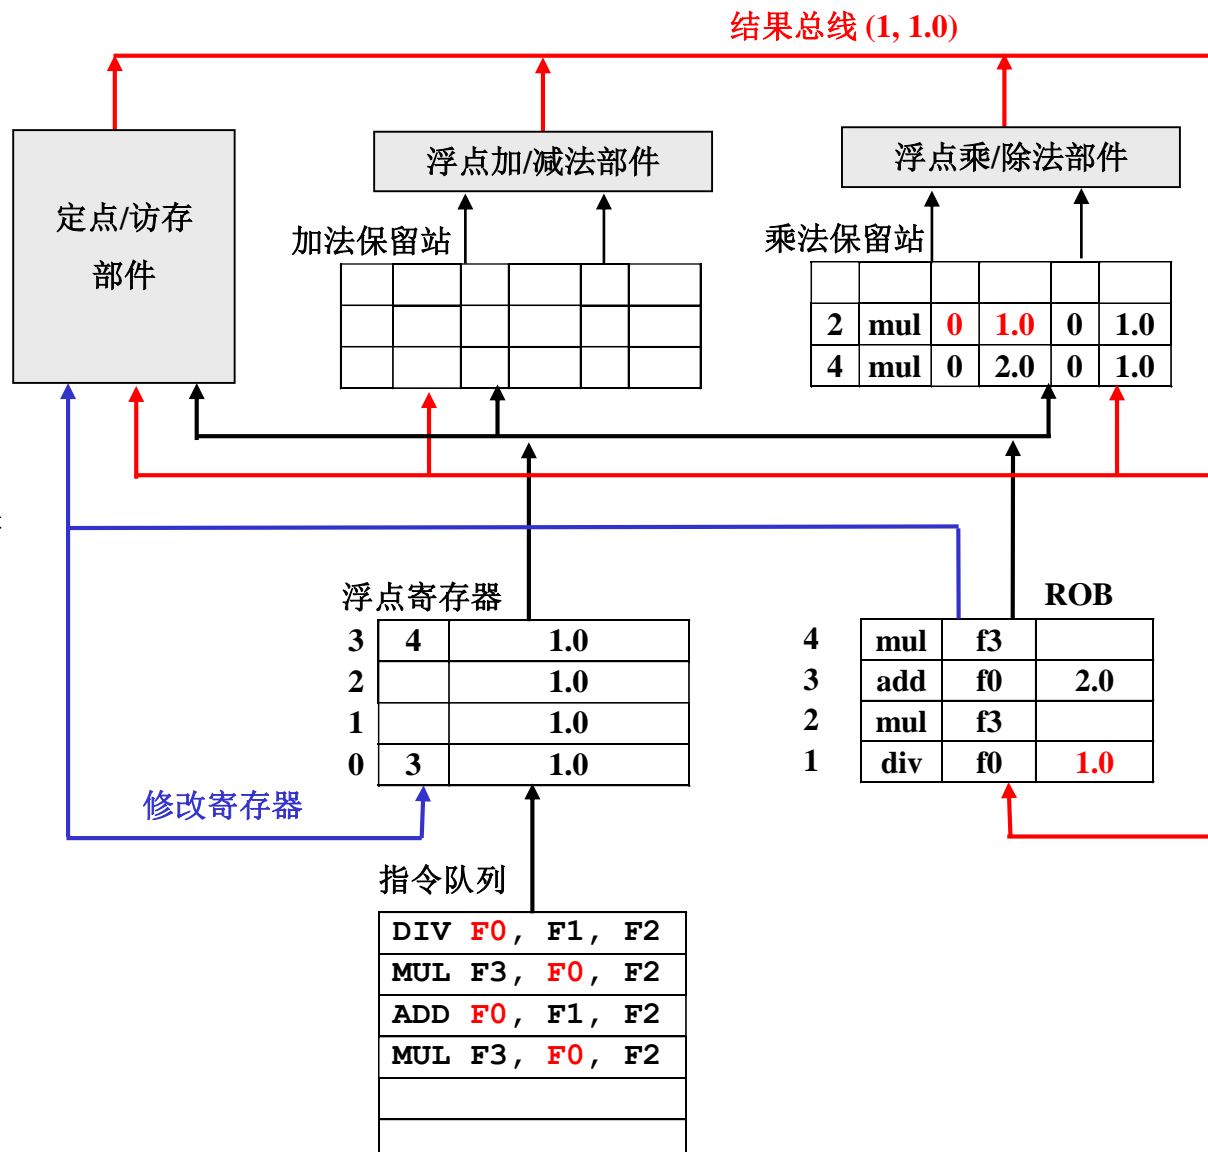 结果总线 (1, 1.0)
定点/访存
部件
浮点加/减法部件
浮点乘/除法部件
加法保留站
乘法保留站
2 mul 0 1.0 0 1.0
4 mul 0 2.0 0 1.0
浮点寄存器
3 4 1.0
2 1.0
1 1.0
0 3 1.0
ROB
4 mul f3
3 add f0 2.0
2 mul f3
1 div f0 1.0
修改寄存器
指令队列
DIV F0, F1, F2
MUL F3, F0, F2
ADD F0, F1, F2
MUL F3, F0, F2